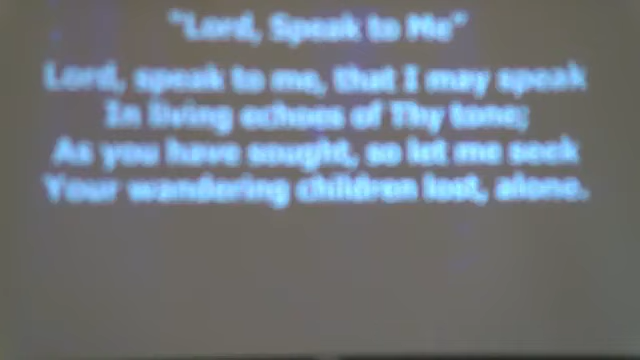 "Lord, Speak to Me"
Lord, speak to me, that I may speak
In living echoes of Thy tone;
As you have sought, so let me seek
Your wandering children lost, alone.